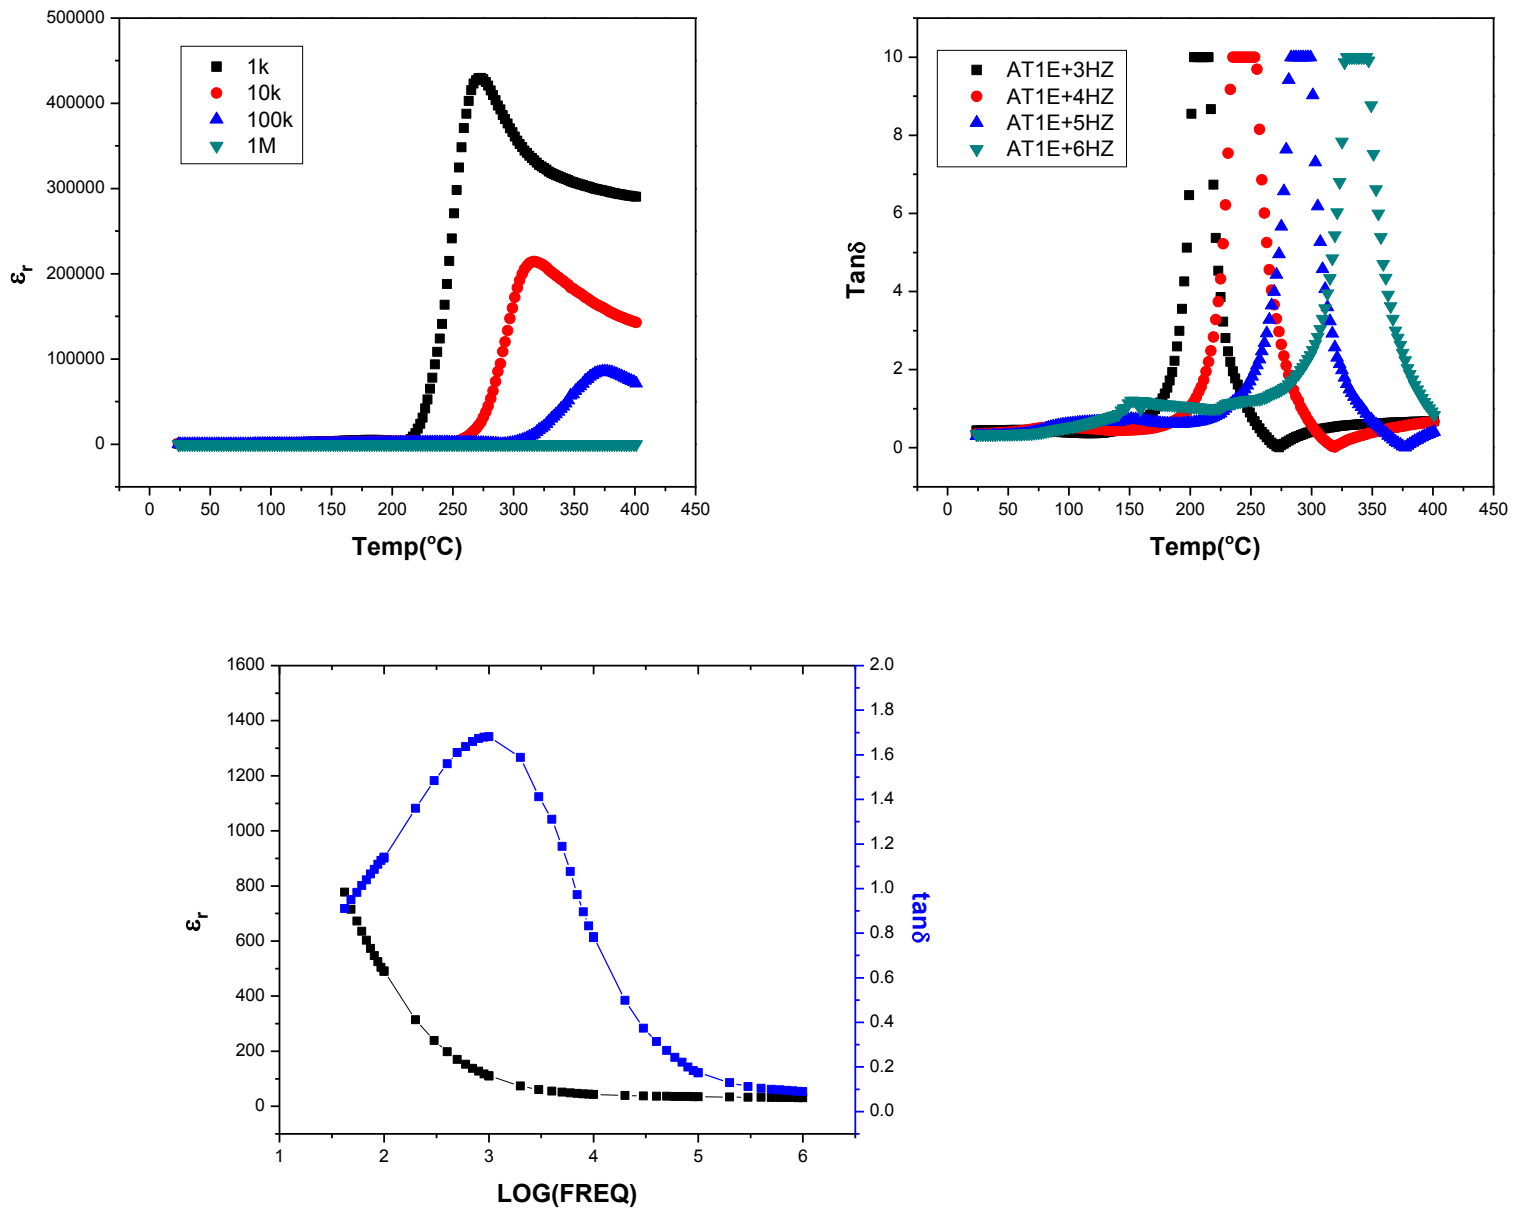 500000
400000
300000
200000
100000
0
εr
1k
10k
100k
1M
0 50 100 150 200 250 300 350 400 450
Temp(oC)
10
8
6
4
2
0
Tanδ
AT1E+3HZ
AT1E+4HZ
AT1E+5HZ
AT1E+6HZ
0 50 100 150 200 250 300 350 400 450
Temp(oC)
1600
1400
1200
1000
800
600
400
200
0
εr
2.0
1.8
1.6
1.4
1.2
1.0
0.8
0.6
0.4
0.2
0.0
tanδ
1 2 3 4 5 6
LOG(FREQ)